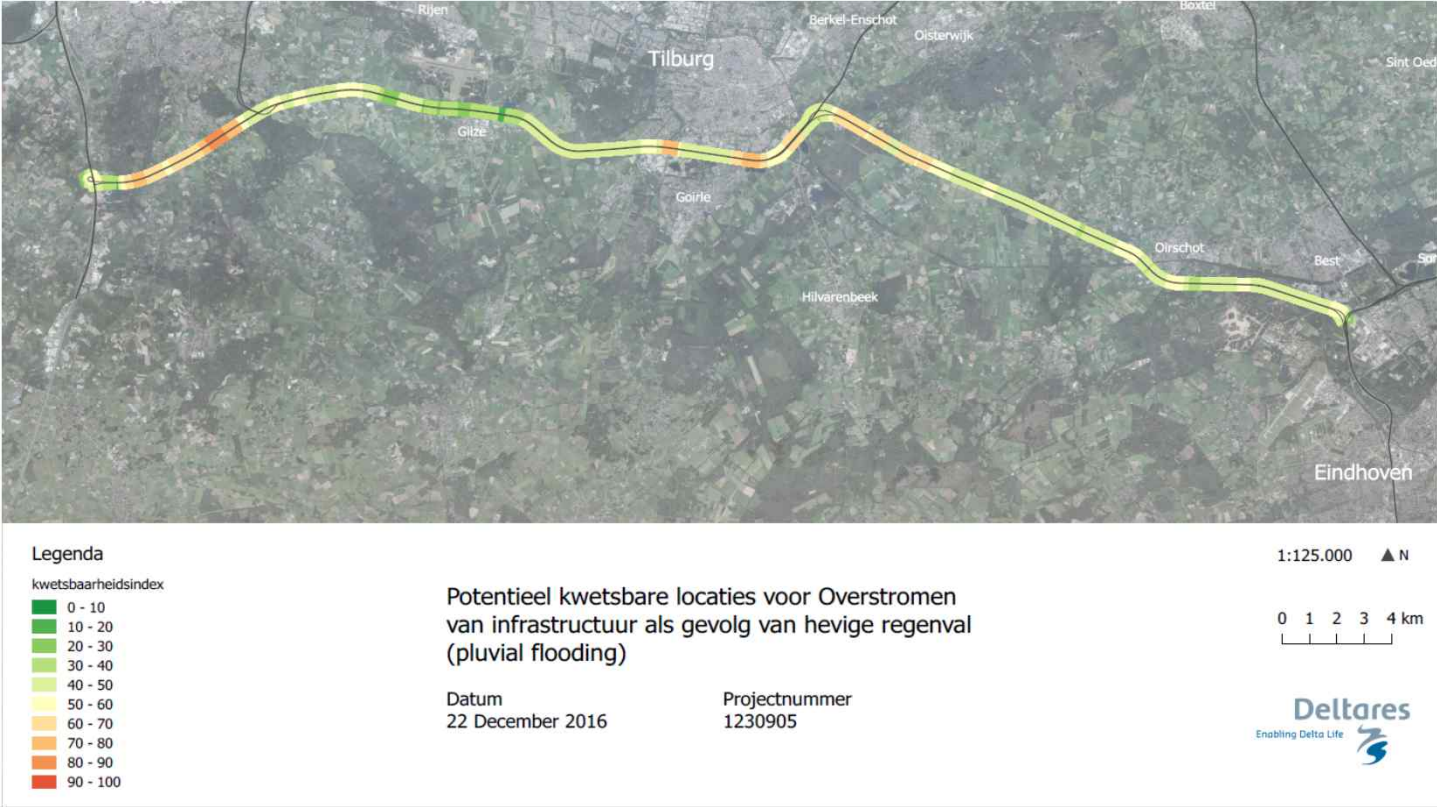 Rijen
Berkel-Enschot
Boxtel
Oisterwijk
Tilburg
Sint Oed
Gilze
Goirle
Oirschot
Best
Hilvarenbeek
Eindhoven
Legenda
kwetsbaarheidsindex
0 - 10
10 - 20
20 - 30
30 - 40
40 - 50
50 - 60
60 - 70
70 - 80
80 - 90
90 - 100
Potentieel kwetsbare locaties voor Overstromen
van infrastructuur als gevolg van hevige regenval
(pluvial flooding)
Datum
22 December 2016
Projectnummer
1230905
1:125.000 ▲ N
0 1 2 3 4 km
Deltares
Enabling Delta Life